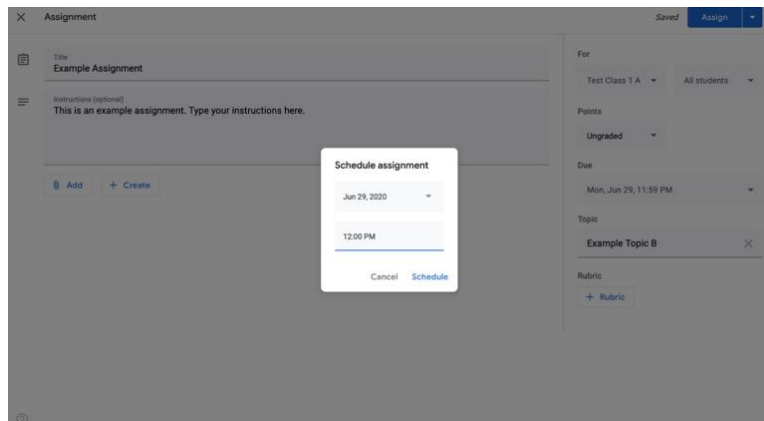 Assignment
Saved
Assign
Title
Example Assignment
Instructions (optional)
This is an example assignment. Type your instructions here.
Add
+ Create
Schedule assignment
Jun 29, 2020
12:00 PM
Cancel
Schedule
For
Test Class 1 A
All students
Points
Ungraded
Due
Mon, Jun 29, 11:59 PM
Topic
Example Topic B
Rubric
+ Rubric